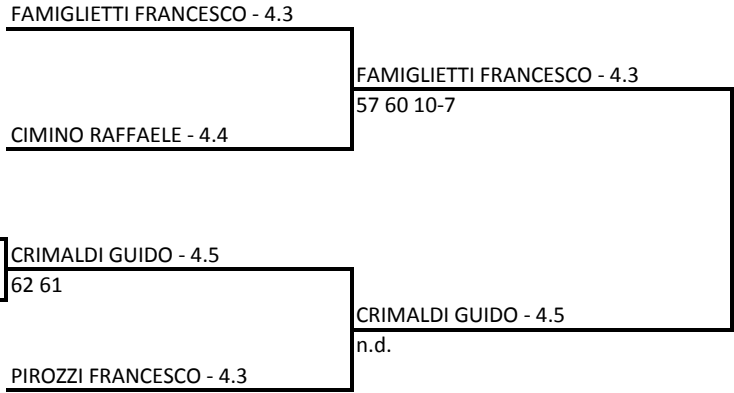 FAMIGLIETTI FRANCESCO - 4.3
FAMIGLIETTI FRANCESCO - 4.3
57 60 10-7
CIMINO RAFFAELE - 4.4
CRIMALDI GUIDO - 4.5
62 61
CRIMALDI GUIDO - 4.5
n.d.
PIROZZI FRANCESCO - 4.3